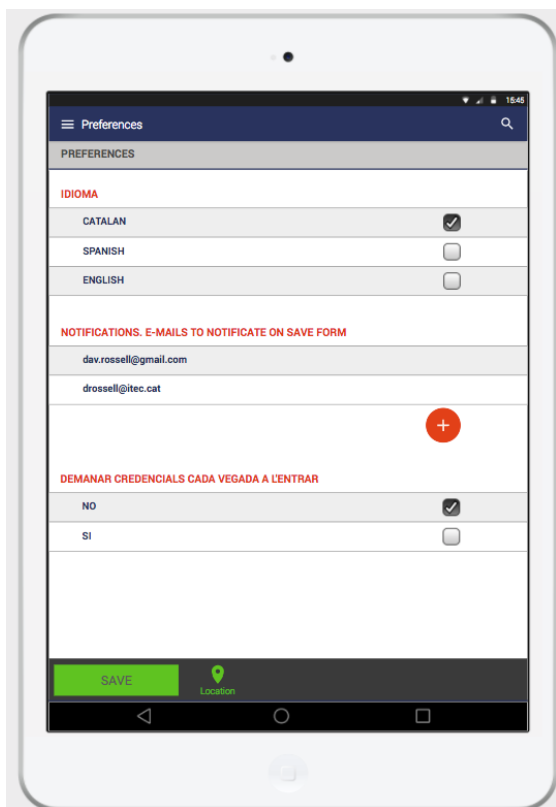 15:45
Preferences
PREFERENCES
IDIOMA
CATALAN
SPANISH
ENGLISH
NOTIFICATIONS. E-MAILS TO NOTIFICATE ON SAVE FORM
dav.rossell@gmail.com
drossell@itec.cat
DEMANAR CREDENCIALS CADA VEGADA A L'ENTRAR
NO
SI
SAVE
Location